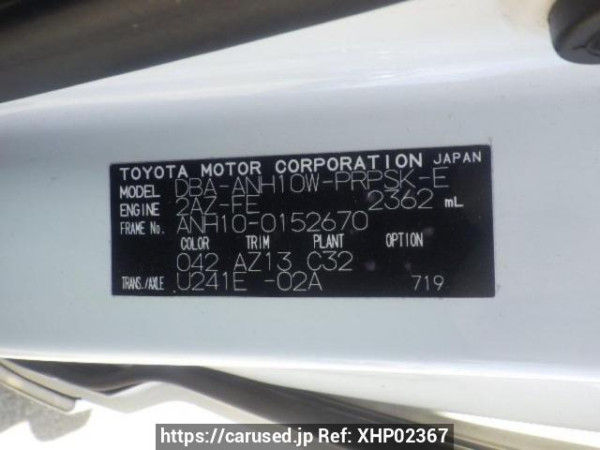 TOYOTA MOTOR CORPORATION JAPAN
MODEL DBA-ANH10W-PRPSK-E
ENGINE 2AZ-FE 2362 mL
FRAME No. ANH10-0152670
COLOR TRIM PLANT OPTION
042 AZ13 C32
TRANS./AXLE U241E -02A 719
https://carused.jp Ref: XHP02367